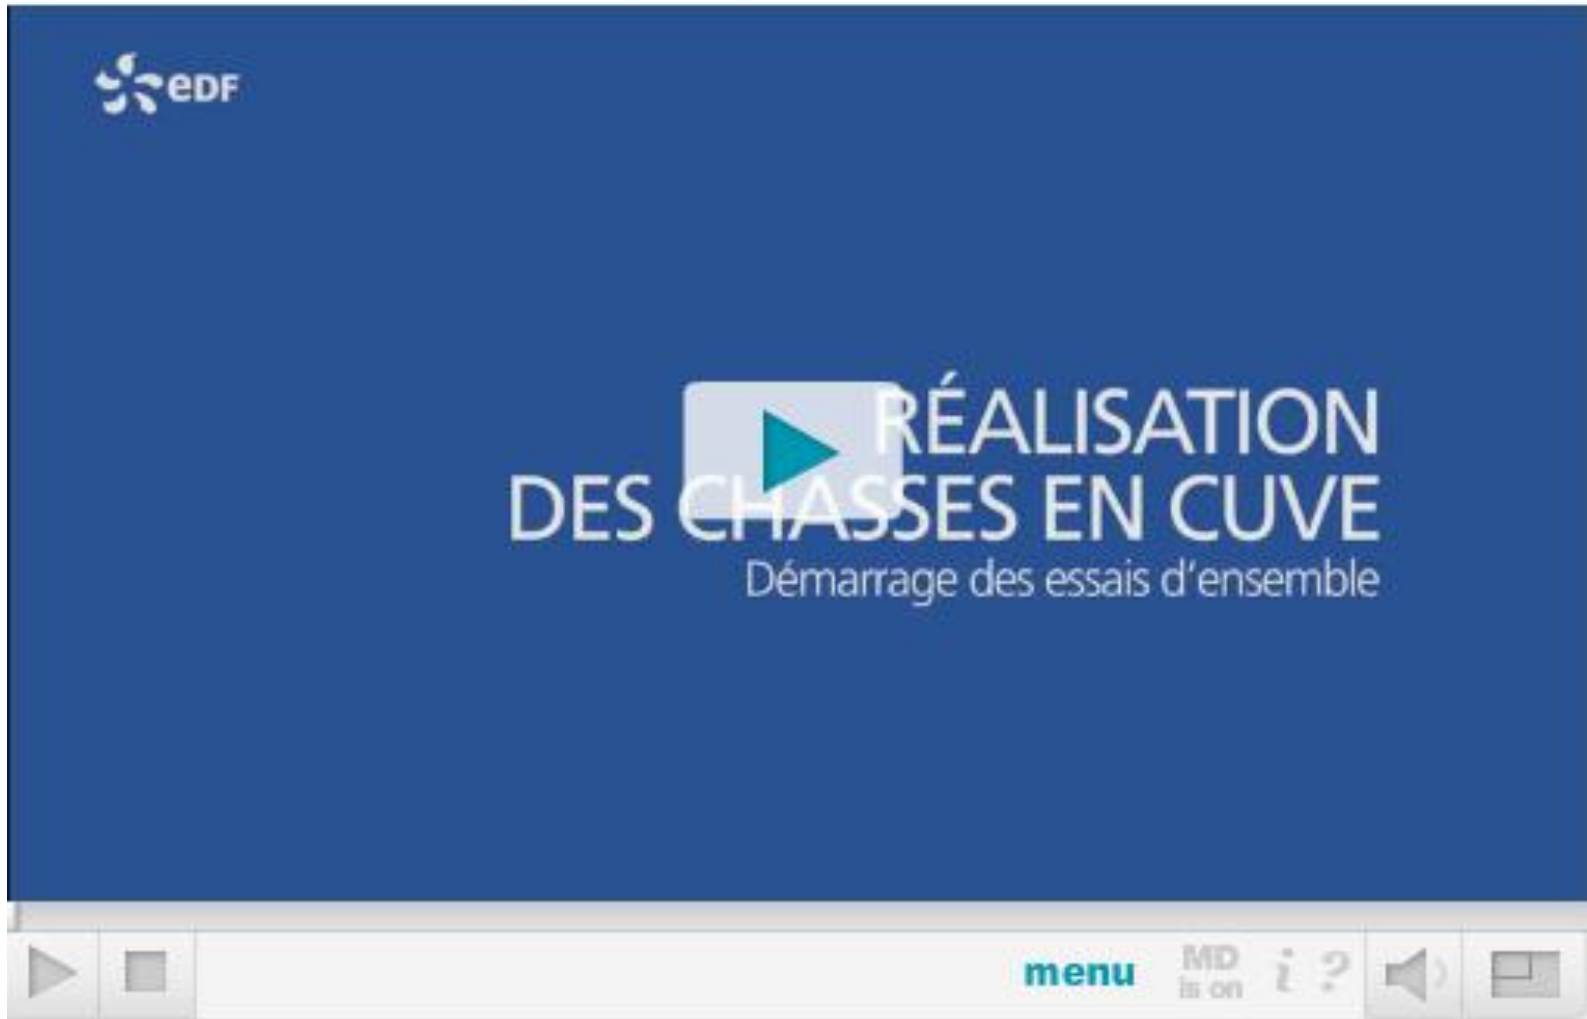 eDF
RÉALISATION
DES CHASSES EN CUVE
Démarrage des essais d'ensemble
menu
MD
is on
i ?